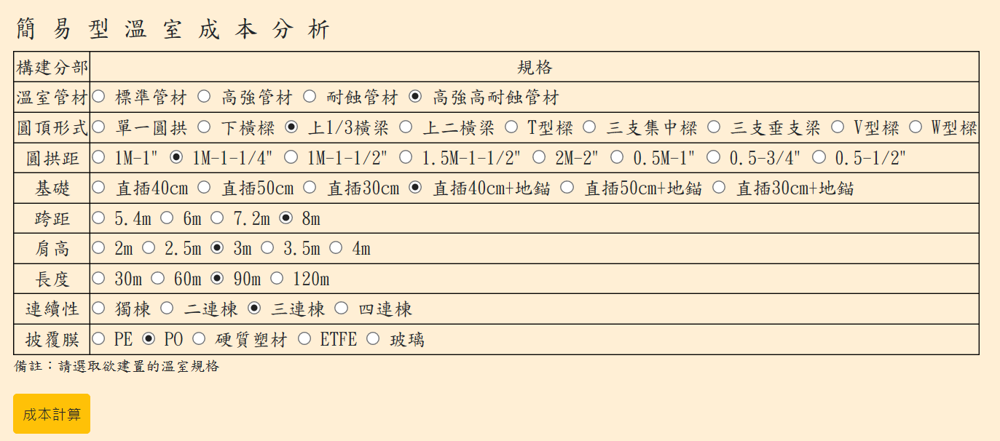 簡易型溫室成本分析
構建分部 規格
溫室管材 標準管材 高強管材 耐蝕管材 高強高耐蝕管材
圓頂形式 單一圓拱 下橫樑 上1/3橫梁 上二橫梁 T型樑 三支集中樑 三支垂支梁 V型樑 W型樑
圓拱距 1M-1" 1M-1-1/4" 1M-1-1/2" 1.5M-1-1/2" 2M-2" 0.5M-1" 0.5-3/4" 0.5-1/2"
基礎 直插40cm 直插50cm 直插30cm 直插40cm+地錨 直插50cm+地錨 直插30cm+地錨
跨距 5.4m 6m 7.2m 8m
肩高 2m 2.5m 3m 3.5m 4m
長度 30m 60m 90m 120m
連續性 獨棟 二連棟 三連棟 四連棟
披覆膜 PE PO 硬質塑材 ETFE 玻璃
備註：請選取欲建置的溫室規格
成本計算